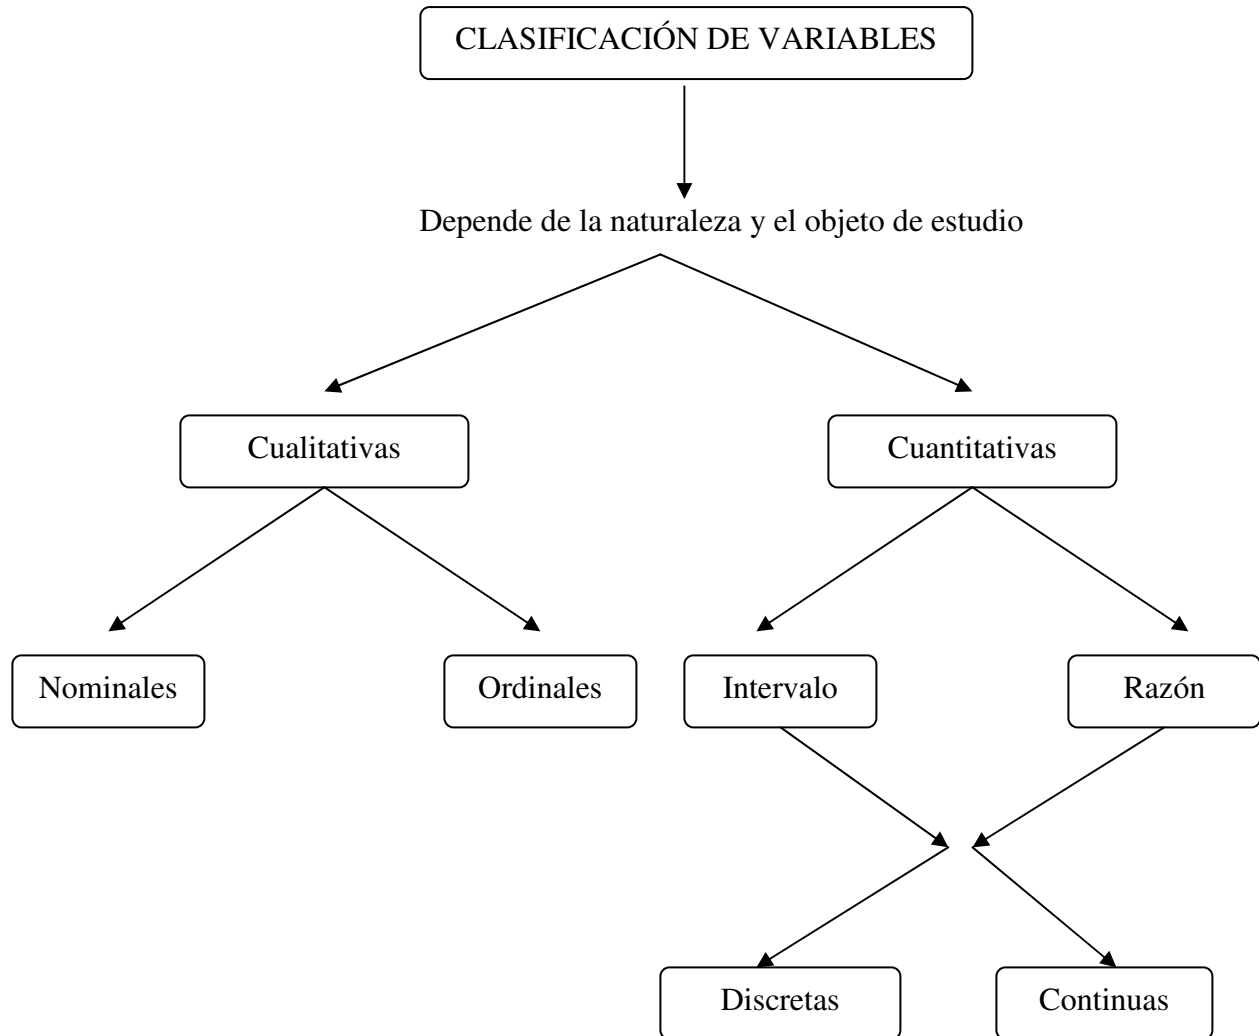 CLASIFICACIÓN DE VARIABLES
Depende de la naturaleza y el objeto de estudio
Cualitativas
Cuantitativas
Nominales
Ordinales
Intervalo
Razón
Discretas
Continuas